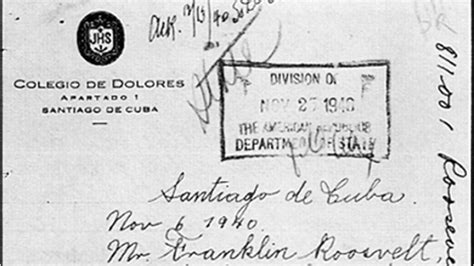 JHS
COLEGIO DE DOLORES
APARTADO 1
SANTIAGO DE CUBA
DIVISION OF
NOV 27 1940
THE AMERICAN REPUBLICS
DEPARTMENT OF STATE
Santiago de Cuba.
Nov 6 1940.
Mr. Franklin Roosevelt,